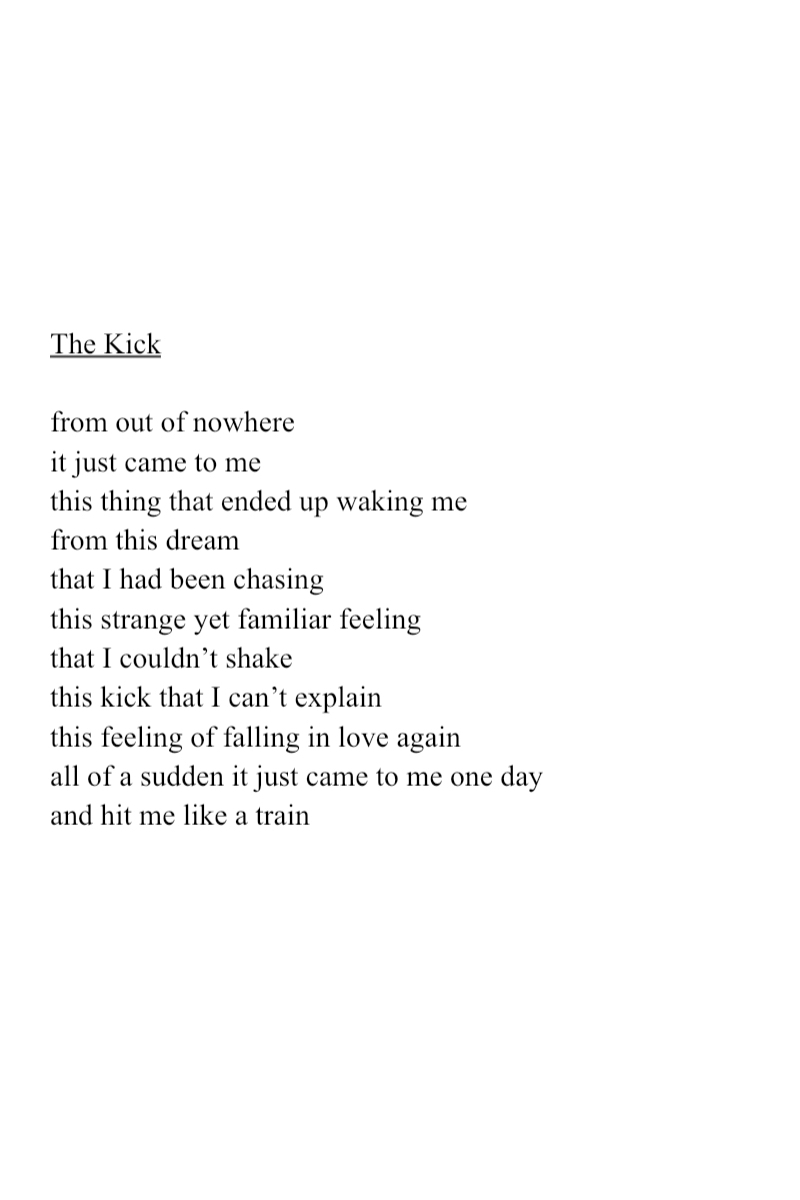 The Kick
from out of nowhere
it just came to me
this thing that ended up waking me
from this dream
that I had been chasing
this strange yet familiar feeling
that I couldn’t shake
this kick that I can’t explain
this feeling of falling in love again
all of a sudden it just came to me one day
and hit me like a train